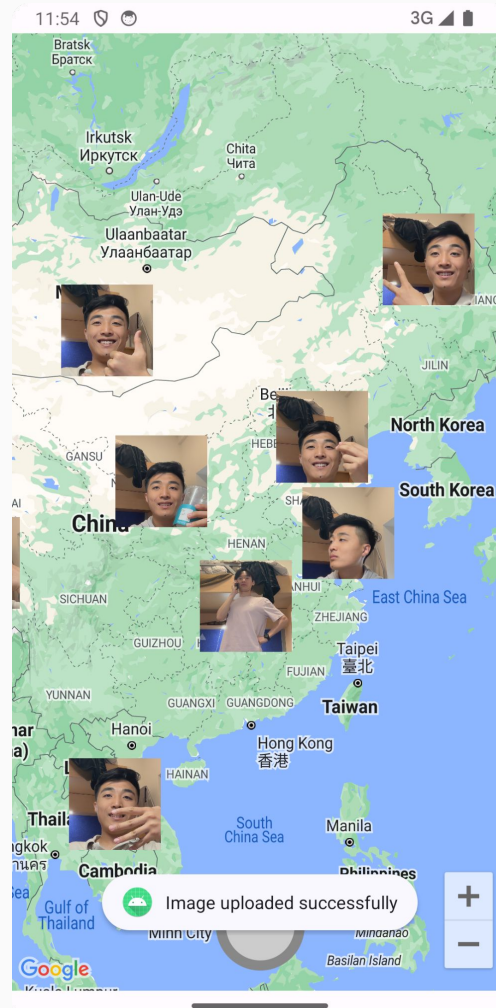 11:54
3G
Bratsk
Братск
Irkutsk
Иркутск
Chita
Чита
Ulan-Ude
Улан-Удэ
Ulaanbaatar
Улаанбаатар
JILIN
North Korea
GANSU
South Korea
China
HENAN
SICHUAN
East China Sea
ZHEJIANG
GUIZHOU
Taipei
臺北
FUJIAN
YUNNAN
GUANGXI
GUANGDONG
Taiwan
Hanoi
Hong Kong
香港
HAINAN
South
China Sea
Manila
Cambodia
Philippines
Image uploaded successfully
Gulf of
Thailand
Minh City
Mindanao
Basilan Island
Google
Kuala Lumpur
+
−